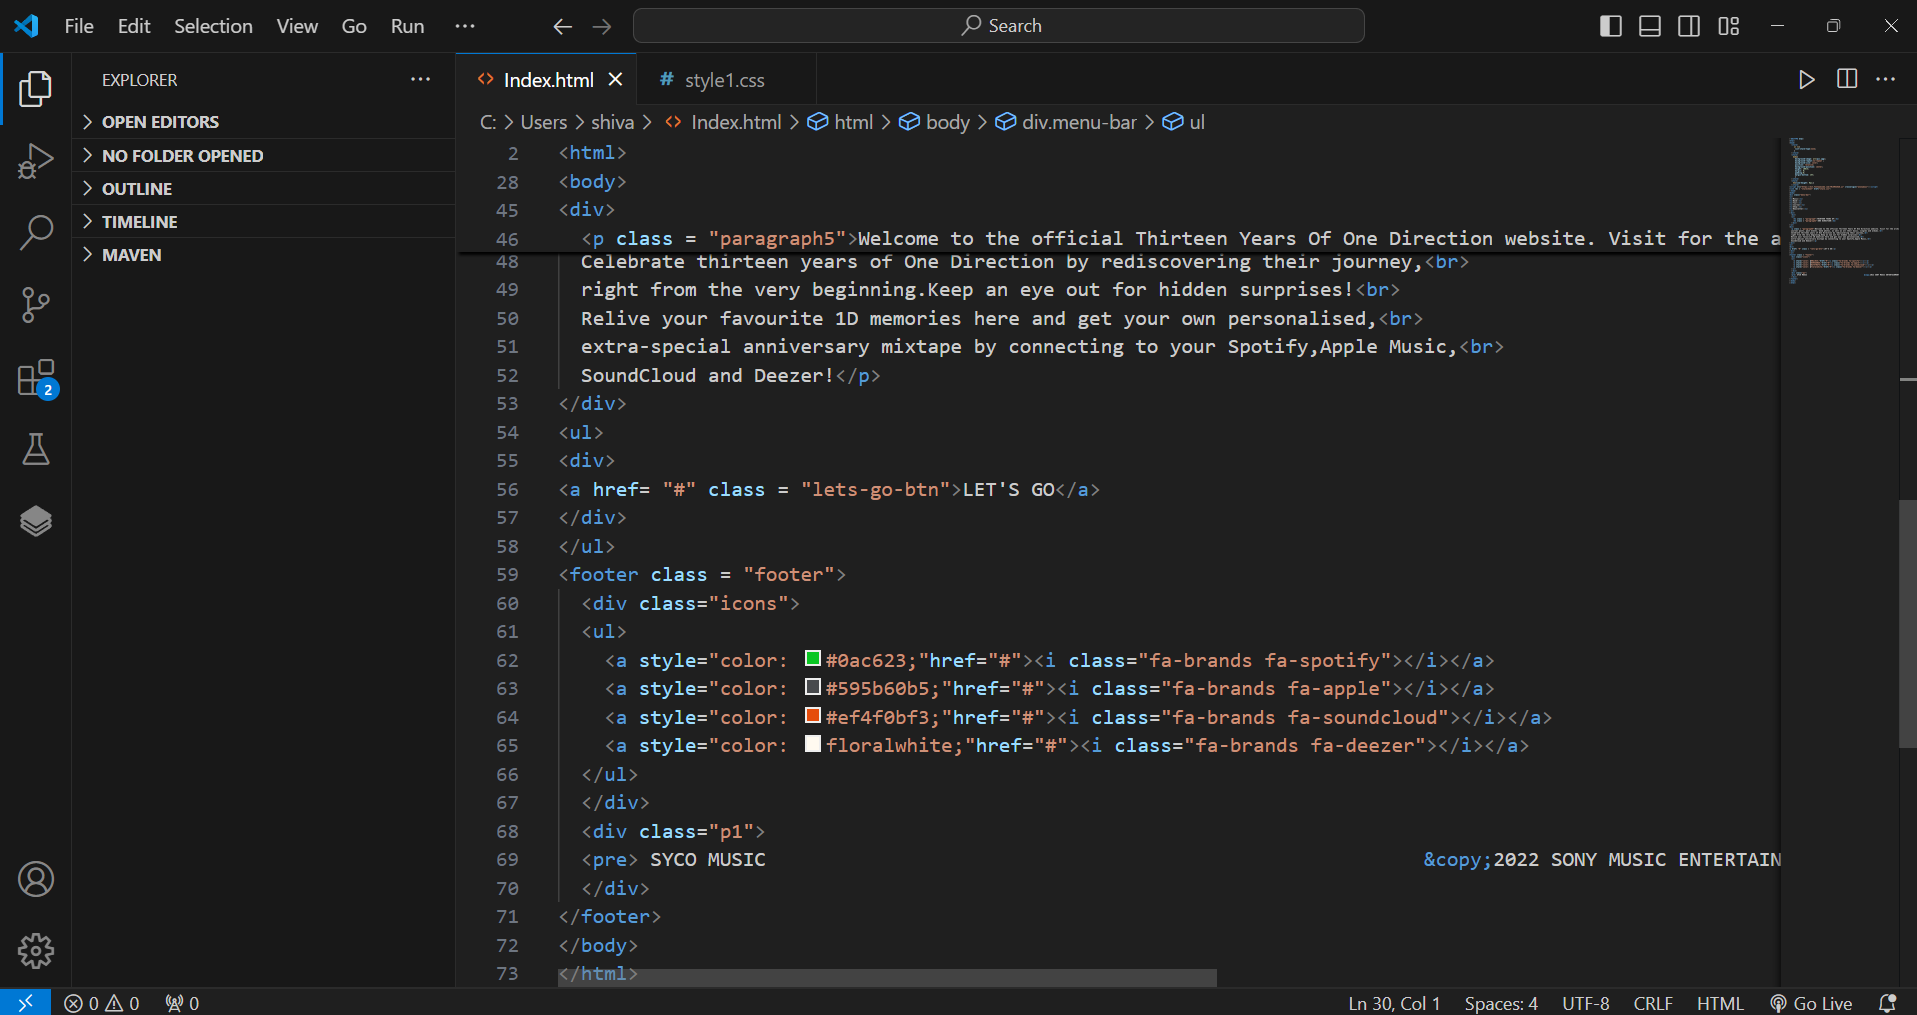 File Edit Selection View Go Run ··· Search
EXPLORER ···
OPEN EDITORS
NO FOLDER OPENED
OUTLINE
TIMELINE
MAVEN
2
<> Index.html × # style1.css
C: > Users > shiva > <> Index.html > html > body > div.menu-bar > ul
2 <html>
28 <body>
45 <div>
46 <p class = "paragraph5">Welcome to the official Thirteen Years Of One Direction website. Visit for the a
48 Celebrate thirteen years of One Direction by rediscovering their journey,<br>
49 right from the very beginning.Keep an eye out for hidden surprises!<br>
50 Relive your favourite 1D memories here and get your own personalised,<br>
51 extra-special anniversary mixtape by connecting to your Spotify,Apple Music,<br>
52 SoundCloud and Deezer!</p>
53 </div>
54 <ul>
55 <div>
56 <a href= "#" class = "lets-go-btn">LET'S GO</a>
57 </div>
58 </ul>
59 <footer class = "footer">
60 <div class="icons">
61 <ul>
62 <a style="color: #0ac623;"href="#"><i class="fa-brands fa-spotify"></i></a>
63 <a style="color: #595b60b5;"href="#"><i class="fa-brands fa-apple"></i></a>
64 <a style="color: #ef4f0bf3;"href="#"><i class="fa-brands fa-soundcloud"></i></a>
65 <a style="color: floralwhite;"href="#"><i class="fa-brands fa-deezer"></i></a>
66 </ul>
67 </div>
68 <div class="p1">
69 <pre> SYCO MUSIC &copy;2022 SONY MUSIC ENTERTAIN
70 </div>
71 </footer>
72 </body>
73 </html>
0 0 0 Ln 30, Col 1 Spaces: 4 UTF-8 CRLF HTML Go Live